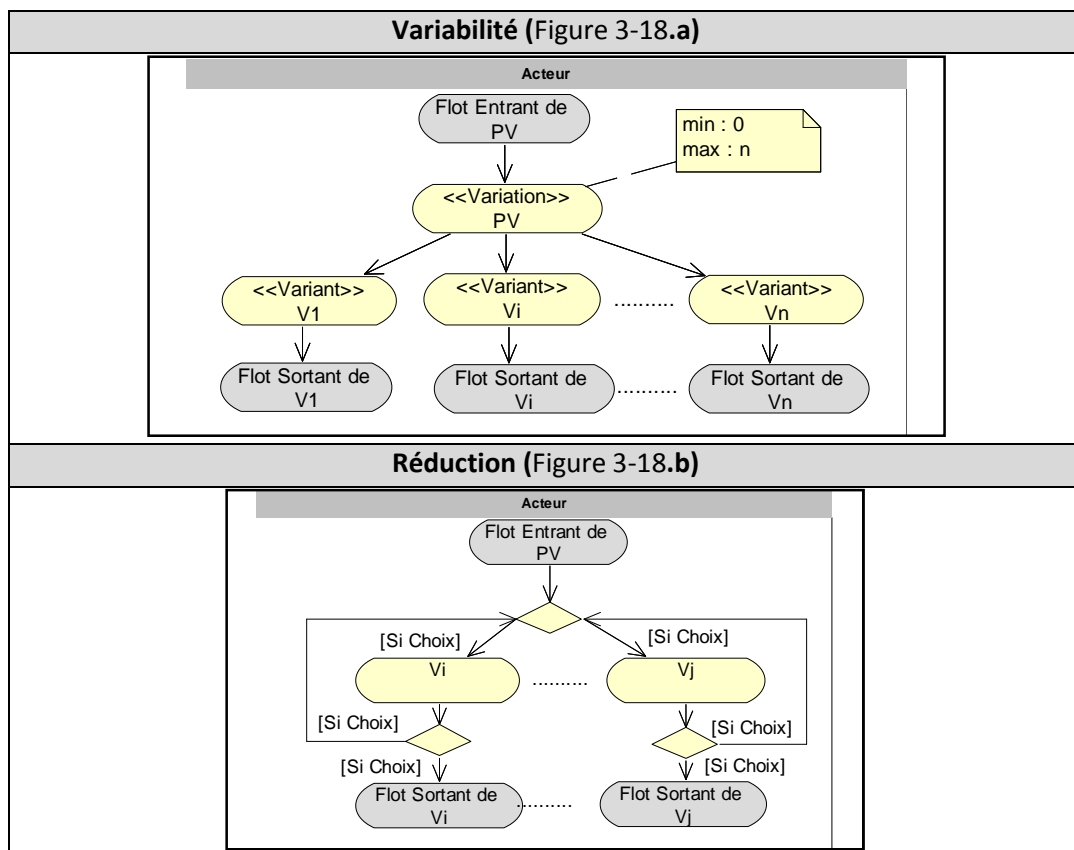 Variabilité (Figure 3-18.a)
Acteur
Flot Entrant de
PV
min : 0
max : n
<<Variation>>
PV
<<Variant>>
V1
<<Variant>>
Vi
..........
<<Variant>>
Vn
Flot Sortant de
V1
Flot Sortant de
Vi
..........
Flot Sortant de
Vn
Réduction (Figure 3-18.b)
Acteur
Flot Entrant de
PV
[Si Choix]
[Si Choix]
Vi
..........
Vj
[Si Choix]
[Si Choix]
[Si Choix]
[Si Choix]
Flot Sortant de
Vi
..........
Flot Sortant de
Vj